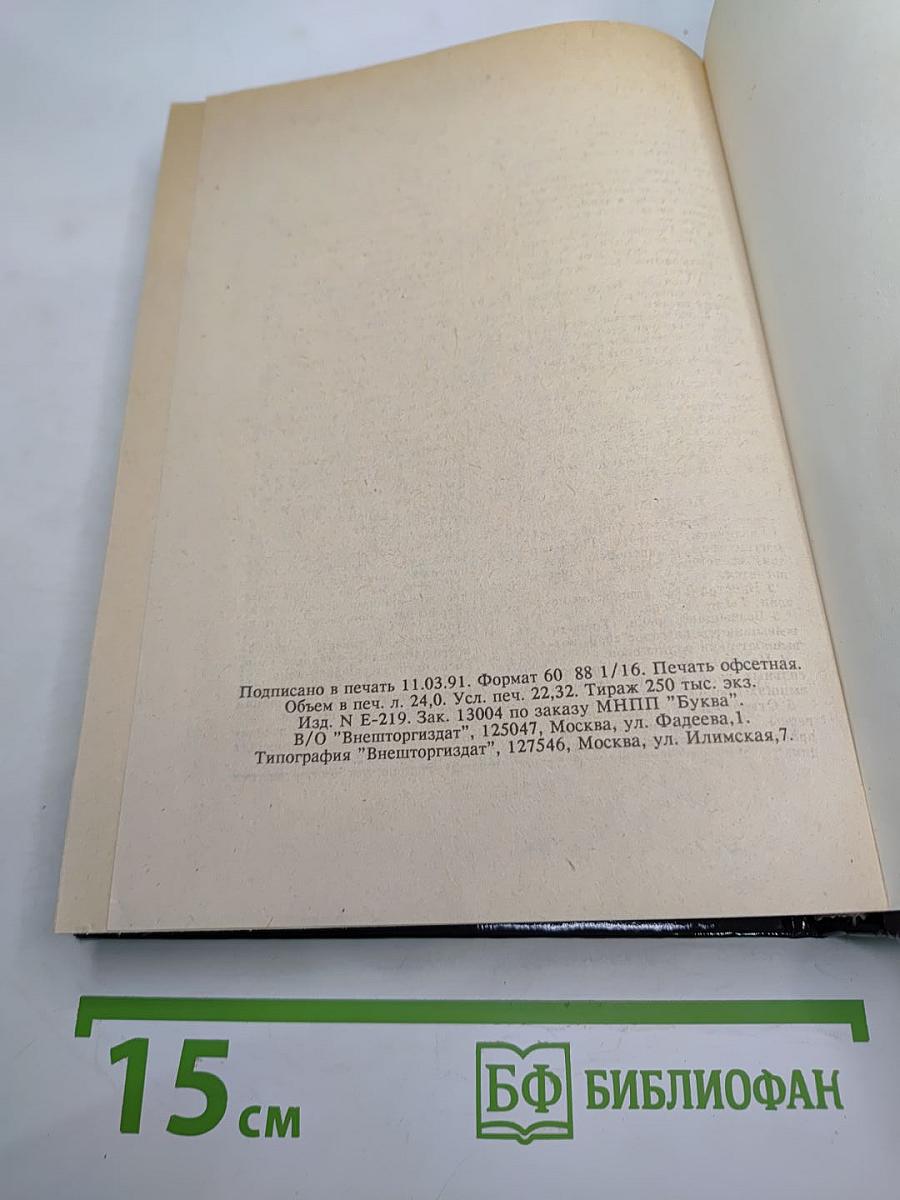 Подписано в печать 11.03.91. Формат 60 88 1/16. Печать офсетная.
Объем в печ. л. 24,0. Усл. печ. 22,32. Тираж 250 тыс. экз.
Изд. N Е-219. Зак. 13004 по заказу МНПП "Буква".
В/О "Внешторгиздат", 125047, Москва, ул. Фадеева,1.
Типография "Внешторгиздат", 127546, Москва, ул. Илимская,7.
15 см
БФ БИБЛИОФАН